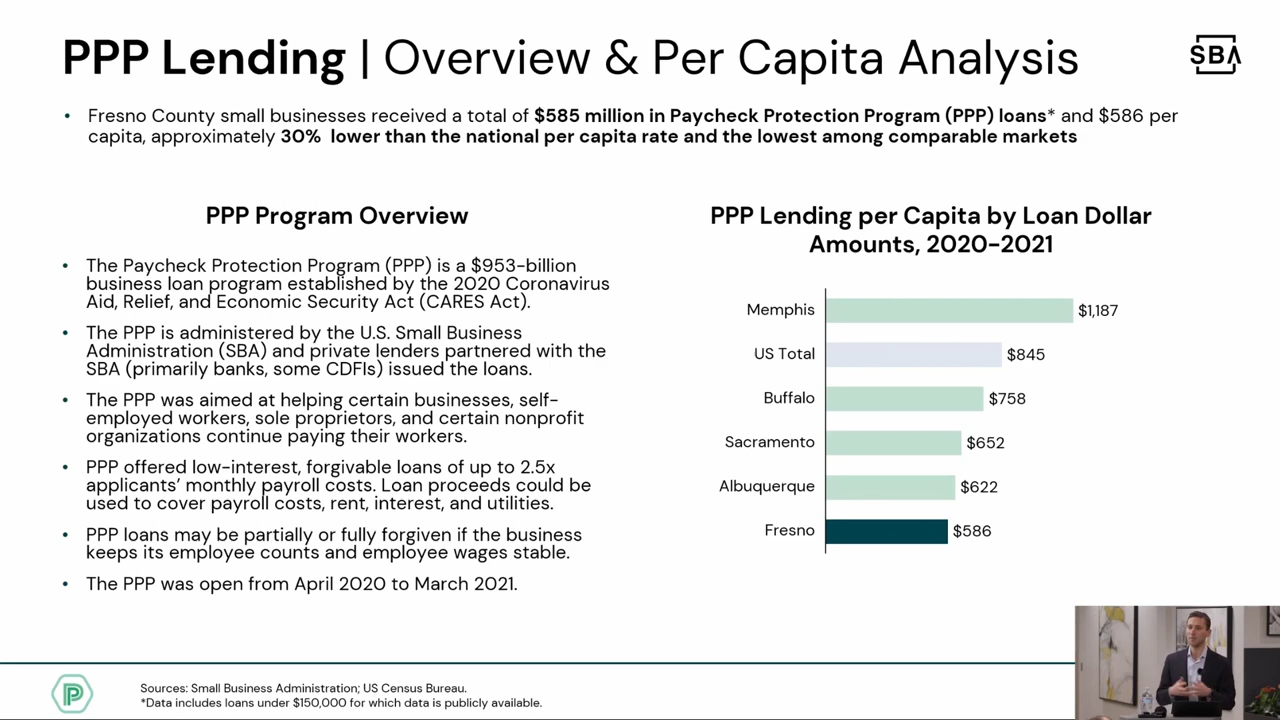 PPP Lending | Overview & Per Capita Analysis
SBA
• Fresno County small businesses received a total of $585 million in Paycheck Protection Program (PPP) loans* and $586 per
capita, approximately 30% lower than the national per capita rate and the lowest among comparable markets
PPP Program Overview
• The Paycheck Protection Program (PPP) is a $953-billion
business loan program established by the 2020 Coronavirus
Aid, Relief, and Economic Security Act (CARES Act).
• The PPP is administered by the U.S. Small Business
Administration (SBA) and private lenders partnered with the
SBA (primarily banks, some CDFIs) issued the loans.
• The PPP was aimed at helping certain businesses, self-
employed workers, sole proprietors, and certain nonprofit
organizations continue paying their workers.
• PPP offered low-interest, forgivable loans of up to 2.5x
applicants’ monthly payroll costs. Loan proceeds could be
used to cover payroll costs, rent, interest, and utilities.
• PPP loans may be partially or fully forgiven if the business
keeps its employee counts and employee wages stable.
• The PPP was open from April 2020 to March 2021.
PPP Lending per Capita by Loan Dollar
Amounts, 2020-2021
Memphis $1,187
US Total $845
Buffalo $758
Sacramento $652
Albuquerque $622
Fresno $586
P
Sources: Small Business Administration; US Census Bureau.
*Data includes loans under $150,000 for which data is publicly available.